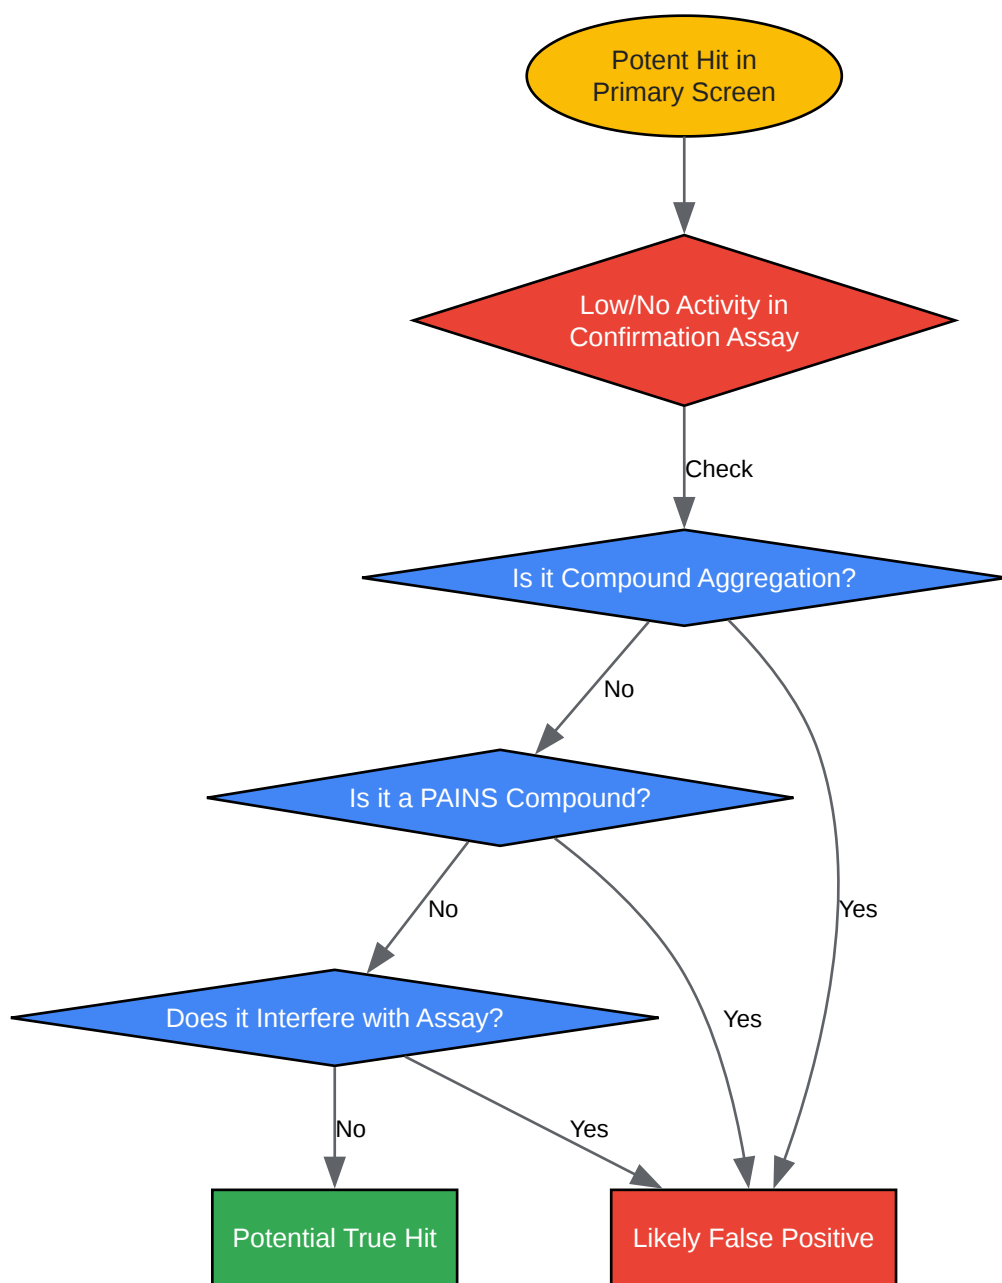 Potent Hit in
Primary Screen
Low/No Activity in
Confirmation Assay
Check
Is it Compound Aggregation?
No
Is it a PAINS Compound?
No
Yes
Does it Interfere with Assay?
Yes
No
Yes
Potential True Hit
Likely False Positive